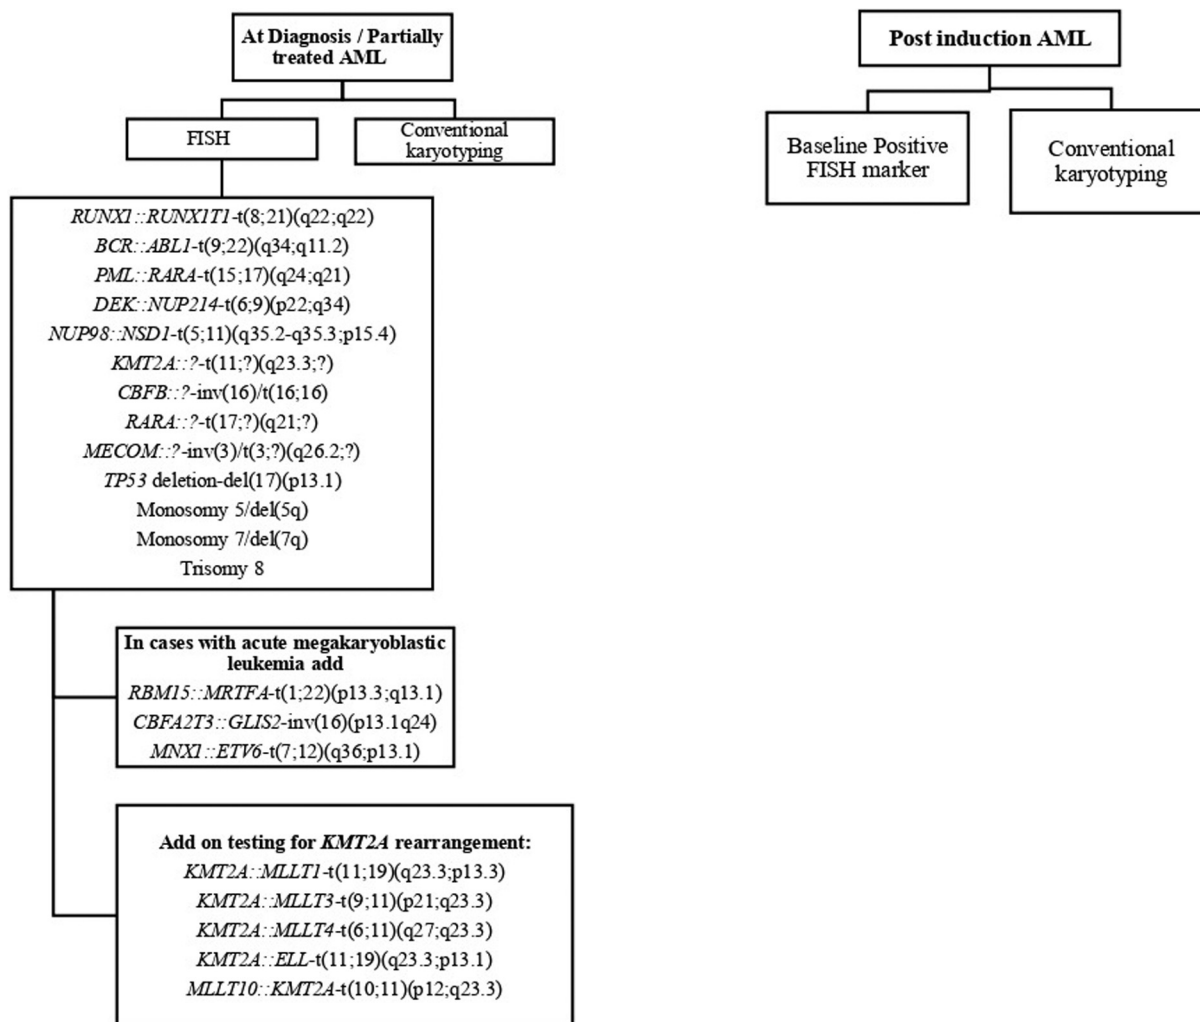 At Diagnosis / Partially
treated AML
FISH
Conventional
karyotyping
RUNX1::RUNX1T1-t(8;21)(q22;q22)
BCR::ABL1-t(9;22)(q34;q11.2)
PML::RARA-t(15;17)(q24;q21)
DEK::NUP214-t(6;9)(p22;q34)
NUP98::NSD1-t(5;11)(q35.2-q35.3;p15.4)
KMT2A::?-t(11;?)(q23.3;?)
CBFB::?-inv(16)/t(16;16)
RARA::?-t(17;?)(q21;?)
MECOM::?-inv(3)/t(3;?)(q26.2;?)
TP53 deletion-del(17)(p13.1)
Monosomy 5/del(5q)
Monosomy 7/del(7q)
Trisomy 8
In cases with acute megakaryoblastic
leukemia add
RBM15::MRTFA-t(1;22)(p13.3;q13.1)
CBFA2T3::GLIS2-inv(16)(p13.1q24)
MNX1::ETV6-t(7;12)(q36;p13.1)
Add on testing for KMT2A rearrangement:
KMT2A::MLLT1-t(11;19)(q23.3;p13.3)
KMT2A::MLLT3-t(9;11)(p21;q23.3)
KMT2A::MLLT4-t(6;11)(q27;q23.3)
KMT2A::ELL-t(11;19)(q23.3;p13.1)
MLLT10::KMT2A-t(10;11)(p12;q23.3)
Post induction AML
Baseline Positive
FISH marker
Conventional
karyotyping